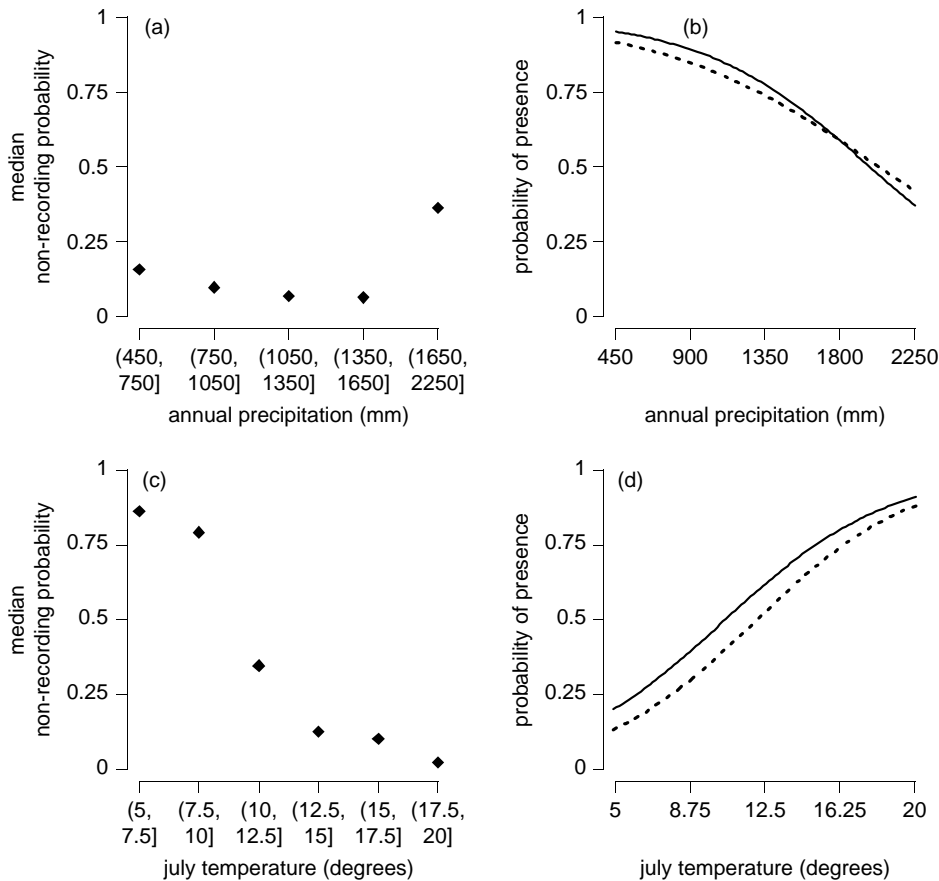 (a)
1
0.75
0.5
0.25
0
median
non-recording probability
(450, (750, (1050, (1350, (1650,
750] 1050] 1350] 1650] 2250]
annual precipitation (mm)
(b)
1
0.75
0.5
0.25
0
probability of presence
450 900 1350 1800 2250
annual precipitation (mm)
(c)
1
0.75
0.5
0.25
0
median
non-recording probability
(5, (7.5, (10, (12.5, (15, (17.5,
7.5] 10] 12.5] 15] 17.5] 20]
july temperature (degrees)
(d)
1
0.75
0.5
0.25
0
probability of presence
5 8.75 12.5 16.25 20
july temperature (degrees)